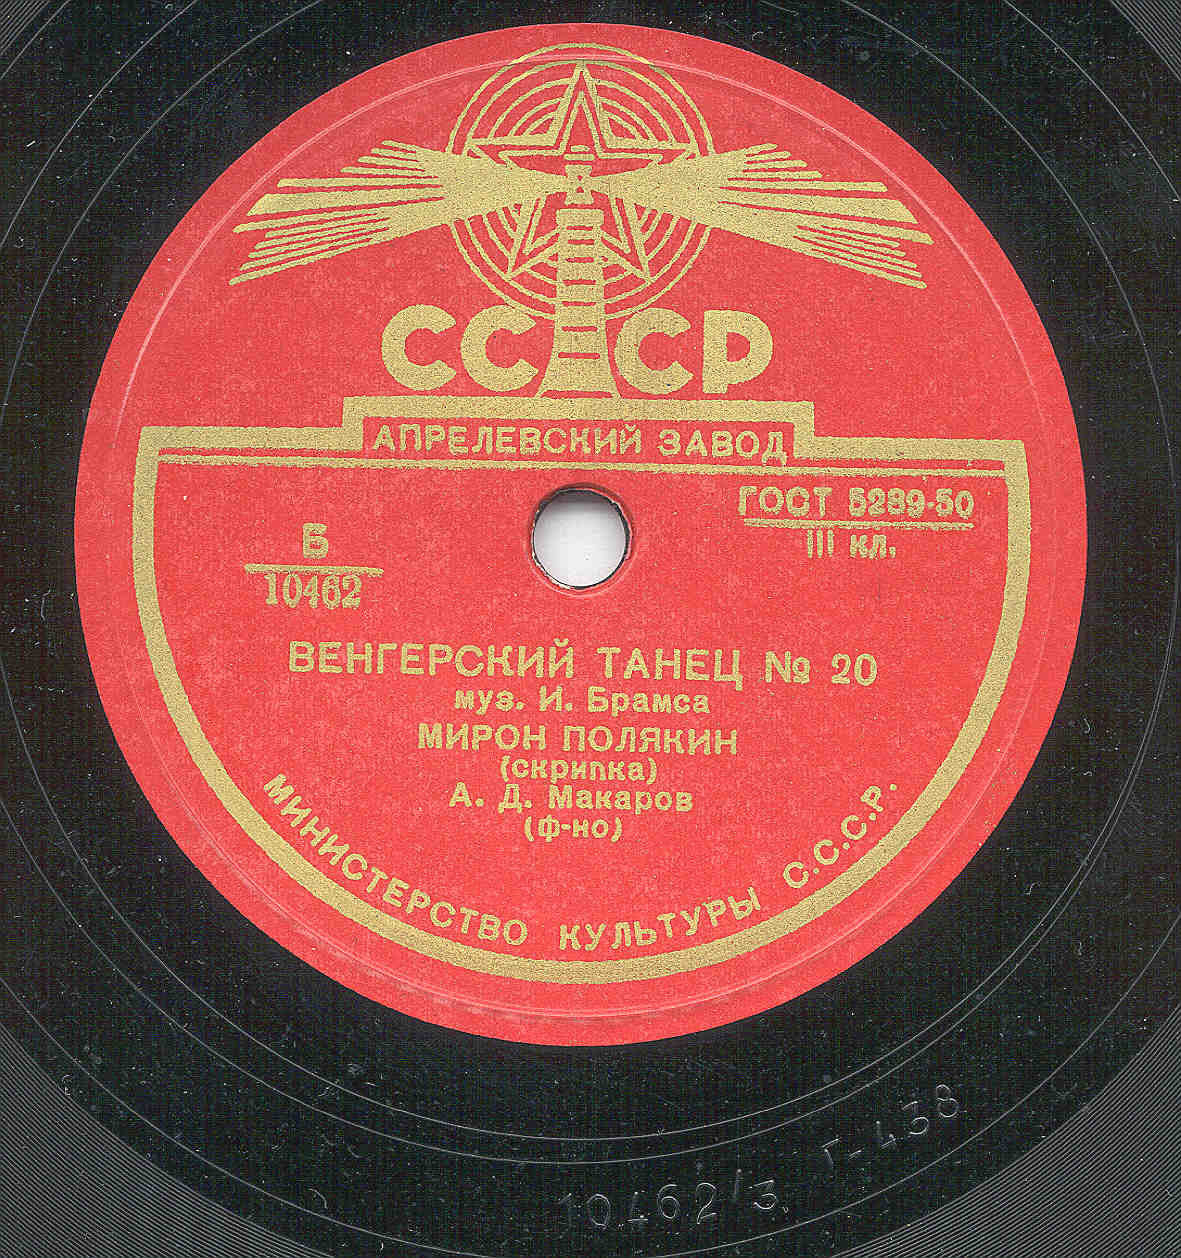 СССР
АПРЕЛЕВСКИЙ ЗАВОД
ГОСТ 5289-50
III кл.
Б
10462
ВЕНГЕРСКИЙ ТАНЕЦ № 20
муз. И. Брамса
МИРОН ПОЛЯКИН
(скрипка)
А. Д. Макаров
(ф-но)
МИНИСТЕРСТВО КУЛЬТУРЫ С.С.С.Р.
Г-438
10462/3